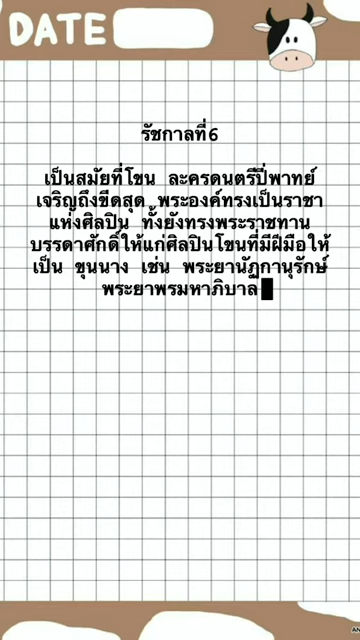 DATE
รัชกาลที่6
เป็นสมัยที่โขน ละครดนตรีปี่พาทย์
เจริญถึงขีดสุด พระองค์ทรงเป็นราชา
แห่งศิลปิน ทั้งยังทรงพระราชทาน
บรรดาศักดิ์ให้แก่ศิลปินโขนที่มีฝีมือให้
เป็น ขุนนาง เช่น พระยานัฏกานุรักษ์
พระยาพรมหาภิบาล